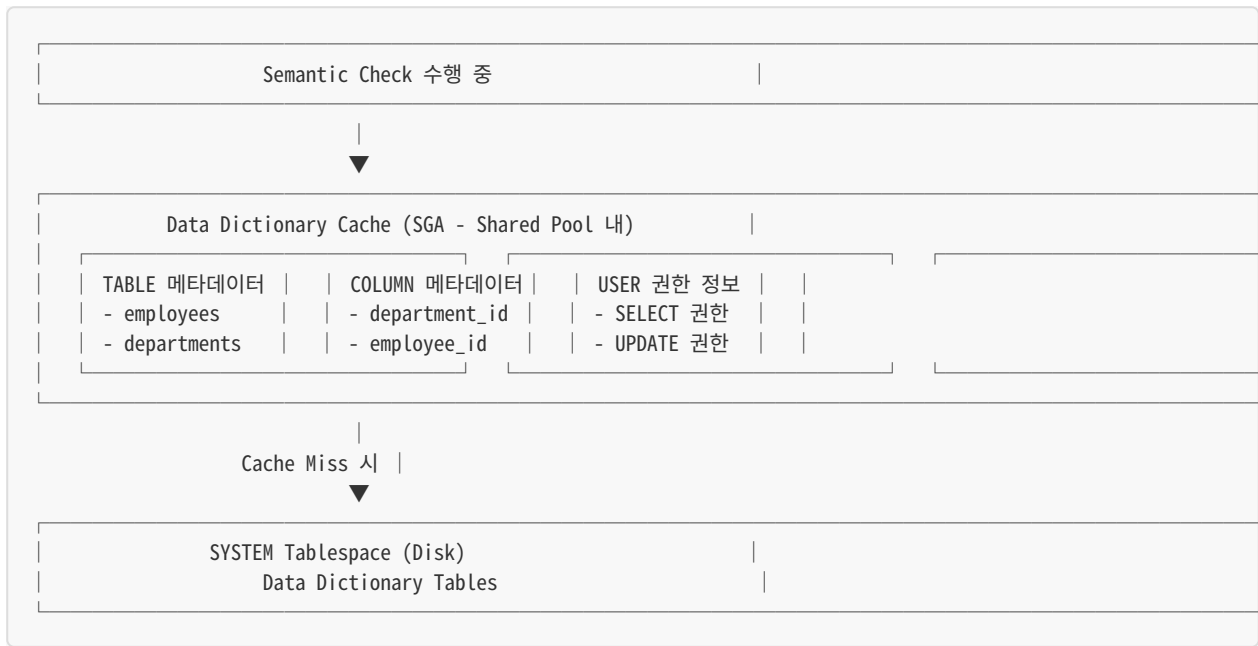 Semantic Check 수행 중
Data Dictionary Cache (SGA - Shared Pool 내)
TABLE 메타데이터 | | COLUMN 메타데이터 | | USER 권한 정보 | |
- employees | | - department_id | | - SELECT 권한 | |
- departments | | - employee_id | | - UPDATE 권한 | |
Cache Miss 시
SYSTEM Tablespace (Disk)
Data Dictionary Tables